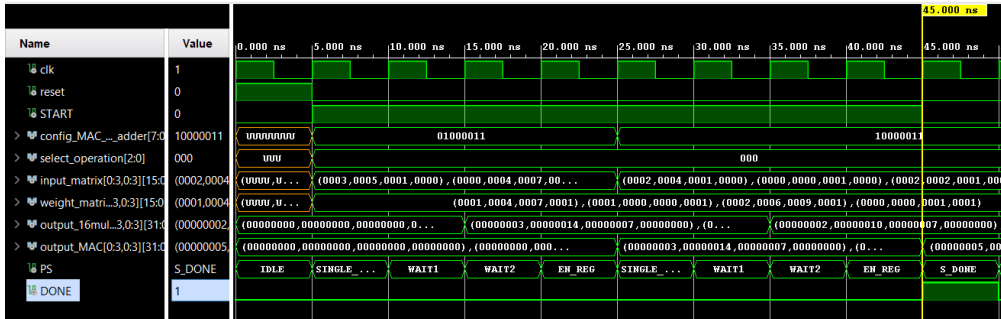 45.000 ns
Name Value 0.000 ns 5.000 ns 10.000 ns 15.000 ns 20.000 ns 25.000 ns 30.000 ns 35.000 ns 40.000 ns 45.000 ns
clk 1
reset 0
START 0
config_MAC_..._adder[7:0 10000011 UUUUUUUU 01000011 10000011
select_operation[2:0] 000 UUU 000
input_matrix[0:3,0:3][15:0 (0002,0004 (UUUU,U... (0003,0005,0001,0000),(0000,0004,0007,00... (0002,0004,0001,0000),(0000,0000,0001,0000),(0002,0002,0001,00
weight_matri...3,0:3][15:0 (0001,0004 (UUUU,U... (0001,0004,0007,0001),(0001,0000,0000,0001),(0002,0006,0009,0001),(0000,0000,0001,0001)
output_16mul...3,0:3][31:0 (00000002, (00000000,00000000,00000000,0... (00000003,00000014,00000007,00000000),(0... (00000002,00000010,00000007,00000000)
output_MAC[0:3,0:3][31:0 (00000005, (00000000,00000000,00000000,00000000),(00000000,000... (00000003,00000014,00000007,00000000),(0... (00000005,00
PS S_DONE IDLE SINGLE_... WAIT1 WAIT2 EN_REG SINGLE_... WAIT1 WAIT2 EN_REG S_DONE
DONE 1